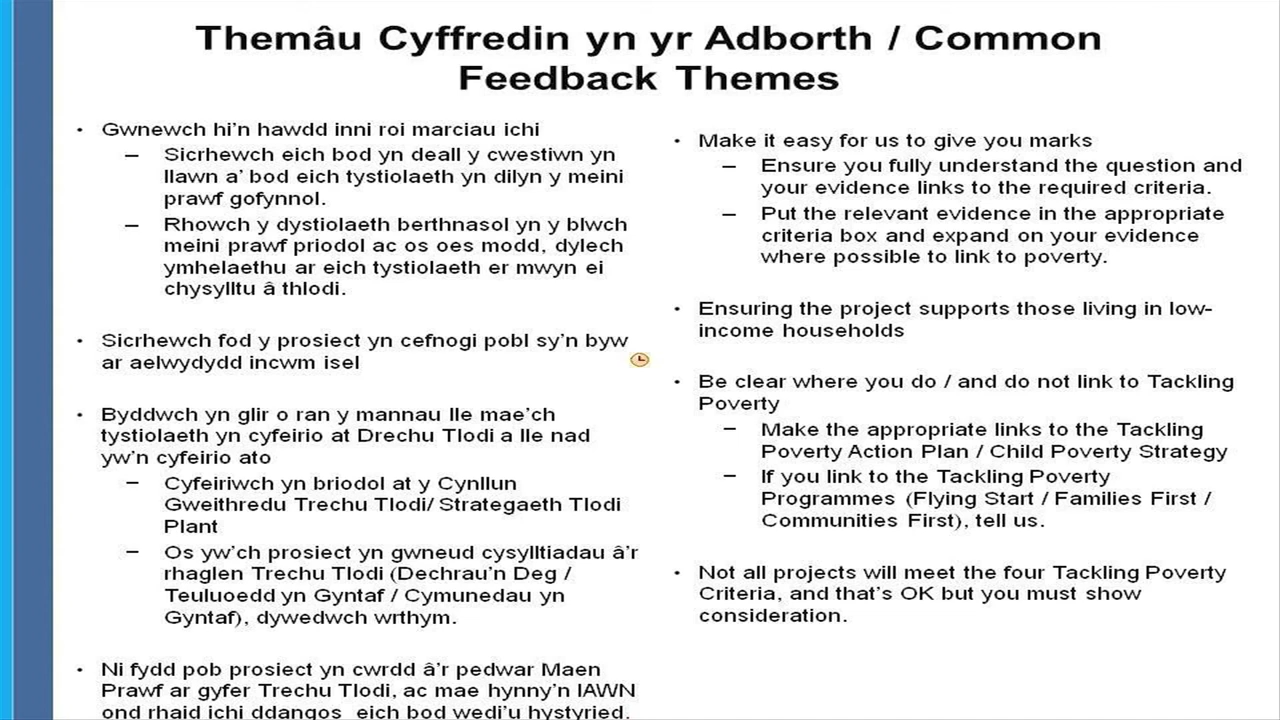 Themâu Cyffredin yn yr Adborth / Common
Feedback Themes
• Gwnewch hi'n hawdd inni roi marciau ichi
– Sicrhewch eich bod yn deall y cwestiwn yn
llawn a' bod eich tystiolaeth yn dilyn y meini
prawf gofynnol.
– Rhowch y dystiolaeth berthnasol yn y blwch
meini prawf priodol ac os oes modd, dylech
ymhelaethu ar eich tystiolaeth er mwyn ei
chysylltu â thlodi.
• Sicrhewch fod y prosiect yn cefnogi pobl sy'n byw
ar aelwydydd incwm isel
• Byddwch yn glir o ran y mannau lle mae'ch
tystiolaeth yn cyfeirio at Drechu Tlodi a lle nad
yw'n cyfeirio ato
– Cyfeiriwch yn briodol at y Cynllun
Gweithredu Trechu Tlodi/ Strategaeth Tlodi
Plant
– Os yw'ch prosiect yn gwneud cysylltiadau â'r
rhaglen Trechu Tlodi (Dechrau'n Deg /
Teuluoedd yn Gyntaf / Cymunedau yn
Gyntaf), dywedwch wrthym.
• Ni fydd pob prosiect yn cwrdd â'r pedwar Maen
Prawf ar gyfer Trechu Tlodi, ac mae hynny'n IAWN
ond rhaid ichi ddangos eich bod wedi'u hystyried.
• Make it easy for us to give you marks
– Ensure you fully understand the question and
your evidence links to the required criteria.
– Put the relevant evidence in the appropriate
criteria box and expand on your evidence
where possible to link to poverty.
• Ensuring the project supports those living in low-
income households
• Be clear where you do / and do not link to Tackling
Poverty
– Make the appropriate links to the Tackling
Poverty Action Plan / Child Poverty Strategy
– If you link to the Tackling Poverty
Programmes (Flying Start / Families First /
Communities First), tell us.
• Not all projects will meet the four Tackling Poverty
Criteria, and that's OK but you must show
consideration.